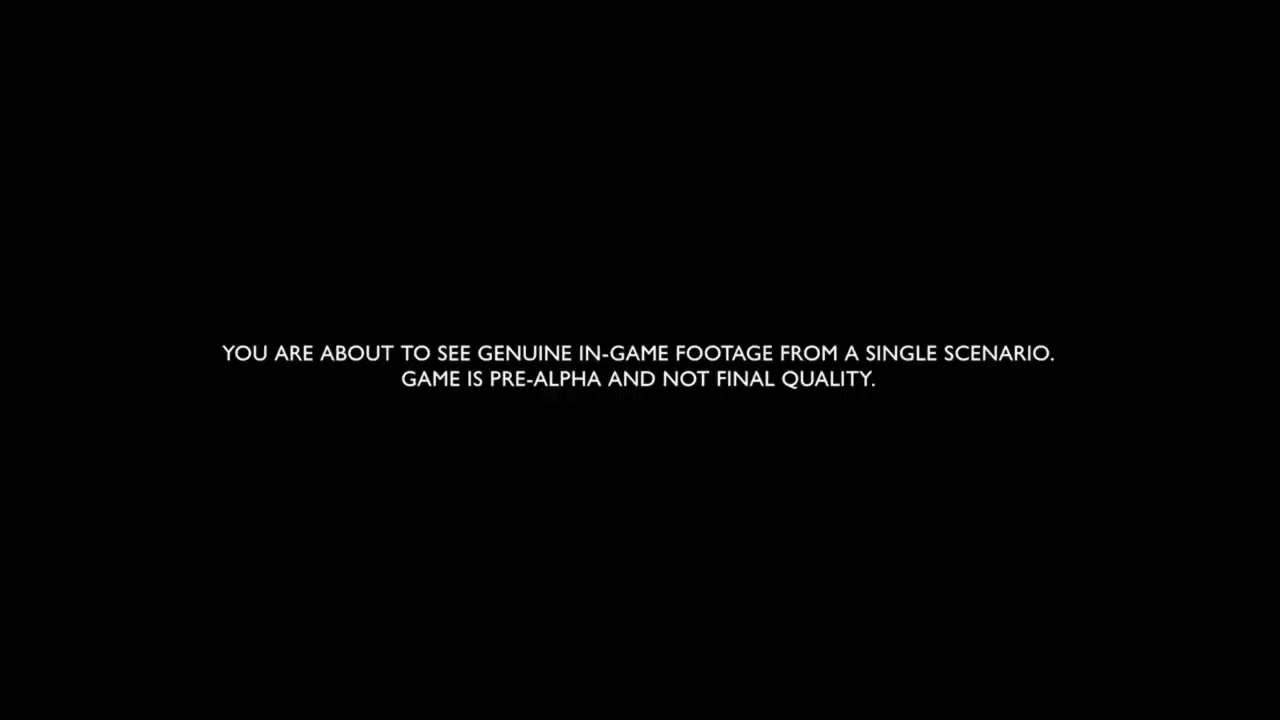 YOU ARE ABOUT TO SEE GENUINE IN-GAME FOOTAGE FROM A SINGLE SCENARIO.
GAME IS PRE-ALPHA AND NOT FINAL QUALITY.